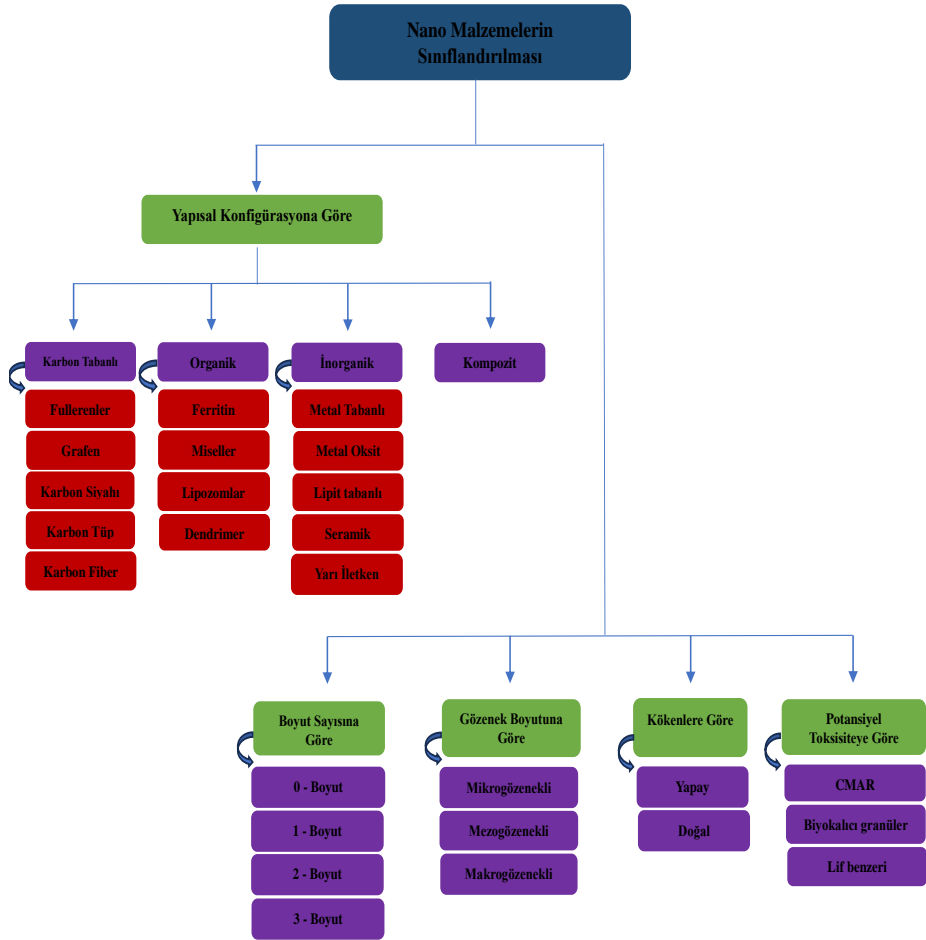 Nano Malzemelerin
Sınıflandırılması
Yapısal Konfigürasyona Göre
Karbon Tabanlı
Fullerenler
Grafen
Karbon Siyahı
Karbon Tüp
Karbon Fiber
Organik
Ferritin
Miseller
Lipozomlar
Dendrimer
İnorganik
Metal Tabanlı
Metal Oksit
Lipit tabanlı
Seramik
Yarı İletken
Kompozit
Boyut Sayısına
Göre
0 - Boyut
1 - Boyut
2 - Boyut
3 - Boyut
Gözenek Boyutuna
Göre
Mikrogözenekli
Mezogözenekli
Makrogözenekli
Kökenlere Göre
Yapay
Doğal
Potansiyel
Toksisiteye Göre
CMAR
Biyokalıcı granüler
Lif benzeri